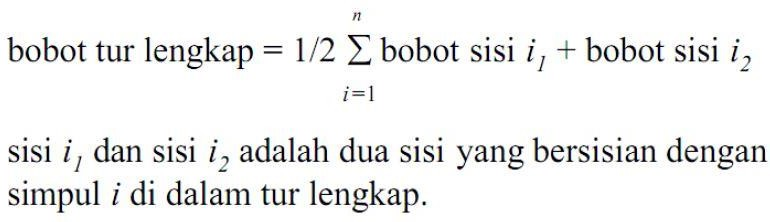 n
bobot tur lengkap = 1/2 ∑ bobot sisi i₁ + bobot sisi i₂
i=1
sisi i₁ dan sisi i₂ adalah dua sisi yang bersisian dengan
simpul i di dalam tur lengkap.